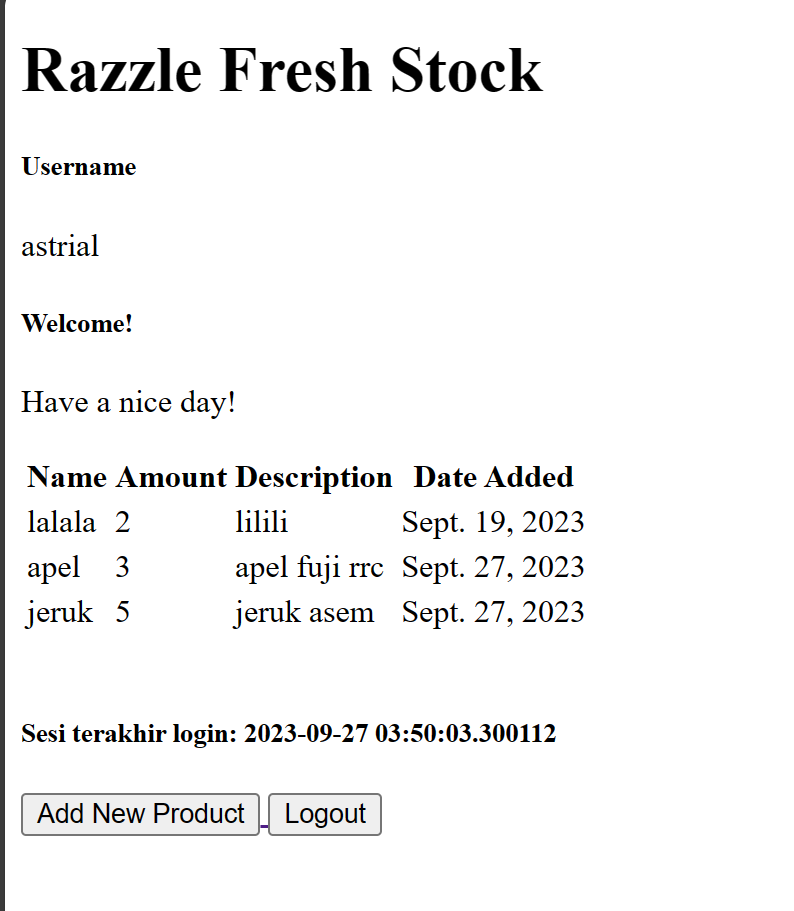 Razzle Fresh Stock
Username
astrial
Welcome!
Have a nice day!
Name Amount Description Date Added
lalala 2 lilili Sept. 19, 2023
apel 3 apel fuji rrc Sept. 27, 2023
jeruk 5 jeruk asem Sept. 27, 2023
Sesi terakhir login: 2023-09-27 03:50:03.300112
Add New Product Logout